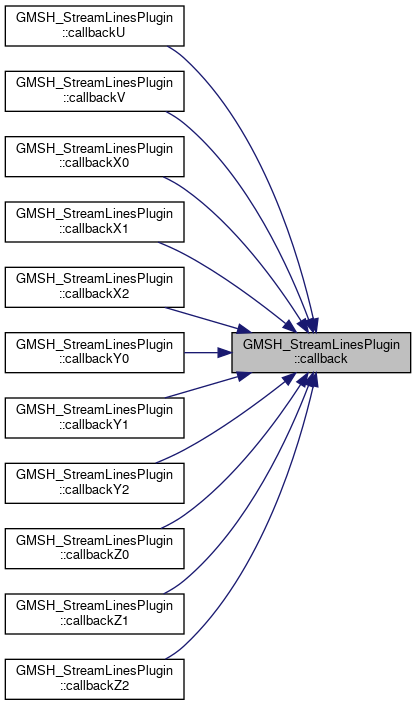 GMSH_StreamLinesPlugin
::callbackU
GMSH_StreamLinesPlugin
::callbackV
GMSH_StreamLinesPlugin
::callbackX0
GMSH_StreamLinesPlugin
::callbackX1
GMSH_StreamLinesPlugin
::callbackX2
GMSH_StreamLinesPlugin
::callbackY0
GMSH_StreamLinesPlugin
::callback
GMSH_StreamLinesPlugin
::callbackY1
GMSH_StreamLinesPlugin
::callbackY2
GMSH_StreamLinesPlugin
::callbackZ0
GMSH_StreamLinesPlugin
::callbackZ1
GMSH_StreamLinesPlugin
::callbackZ2